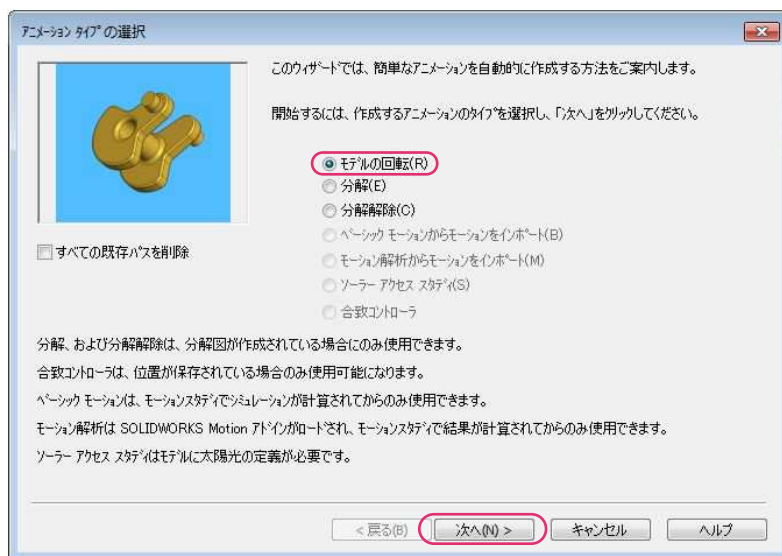 アニメーション タイプの選択
このウィザードでは、簡単なアニメーションを自動的に作成する方法をご案内します。
開始するには、作成するアニメーションのタイプを選択し、「次へ」をクリックしてください。
モデルの回転(R)
分解(E)
分解解除(C)
ベーシック モーションからモーションをインポート(B)
すべての既存パスを削除
モーション解析からモーションをインポート(M)
ソーラー アクセス スタディ(S)
合致コントローラ
分解、および分解解除は、分解図が作成されている場合にのみ使用できます。
合致コントローラは、位置が保存されている場合のみ使用可能になります。
ベーシック モーションは、モーションスタディでシミュレーションが計算されてからのみ使用できます。
モーション解析は SOLIDWORKS Motion アドインがロードされ、モーションスタディで結果が計算されてからのみ使用できます。
ソーラー アクセス スタディはモデルに太陽光の定義が必要です。
< 戻る(B) 次へ(N) > キャンセル ヘルプ